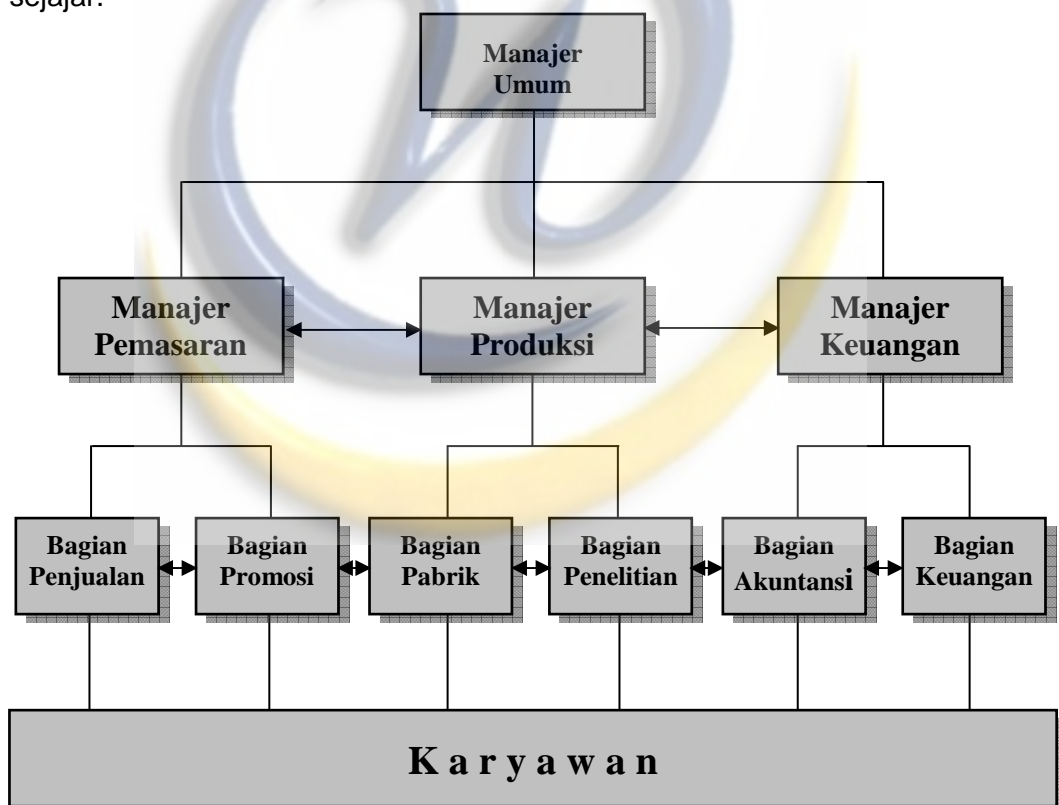 sejajar.
Manajer
Umum
Manajer
Pemasaran
Manajer
Produksi
Manajer
Keuangan
Bagian
Penjualan
Bagian
Promosi
Bagian
Pabrik
Bagian
Penelitian
Bagian
Akuntansi
Bagian
Keuangan
K a r y a w a n